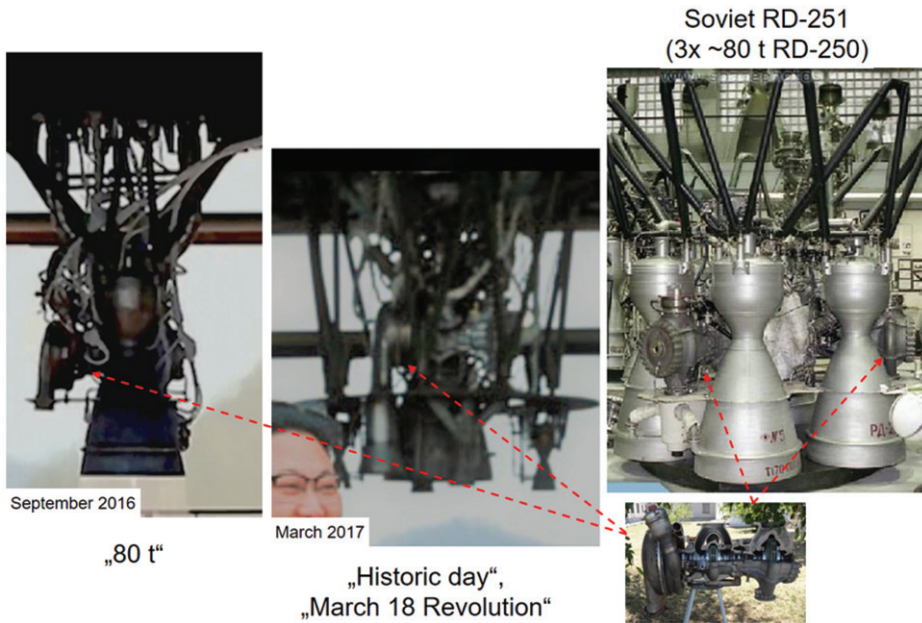 Soviet RD-251
(3x ~80 t RD-250)
September 2016
March 2017
„80 t“
„Historic day“,
„March 18 Revolution“